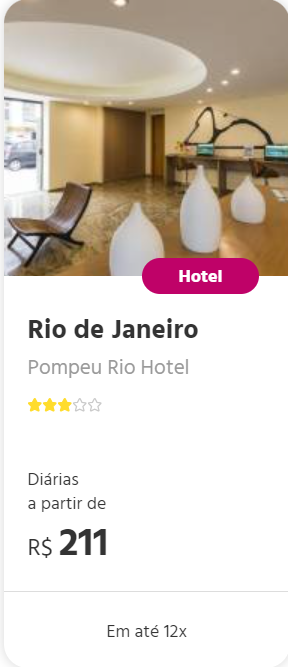 Hotel
Rio de Janeiro
Pompeu Rio Hotel
Diárias
a partir de
R$ 211
Em até 12x